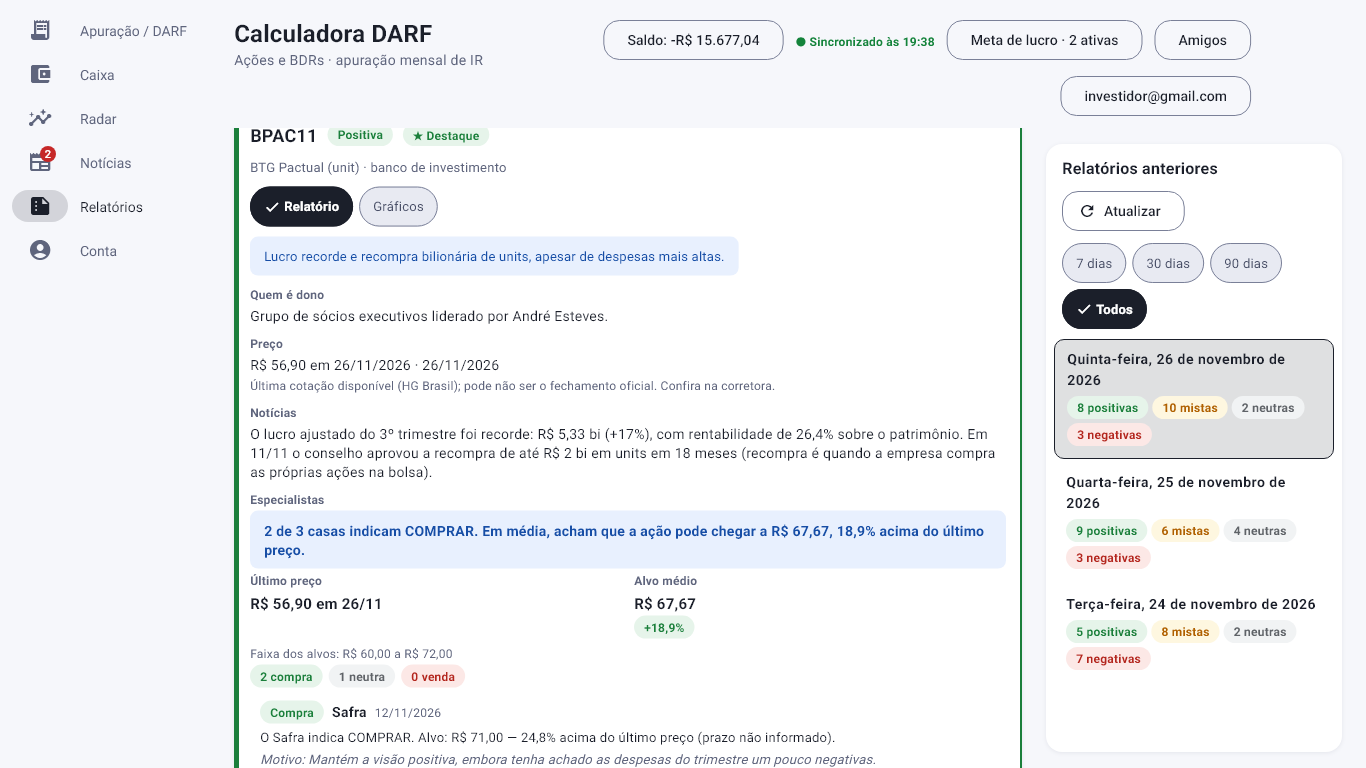 Apuração / DARF
Caixa
Radar
2
Notícias
Relatórios
Conta
Calculadora DARF
Ações e BDRs · apuração mensal de IR
Saldo: -R$ 15.677,04
Sincronizado às 19:38
Meta de lucro · 2 ativas
Amigos
investidor@gmail.com
BPAC11
Positiva
★ Destaque
BTG Pactual (unit) · banco de investimento
Relatório
Gráficos
Lucro recorde e recompra bilionária de units, apesar de despesas mais altas.
Quem é dono
Grupo de sócios executivos liderado por André Esteves.
Preço
R$ 56,90 em 26/11/2026 · 26/11/2026
Última cotação disponível (HG Brasil); pode não ser o fechamento oficial. Confira na corretora.
Notícias
O lucro ajustado do 3º trimestre foi recorde: R$ 5,33 bi (+17%), com rentabilidade de 26,4% sobre o patrimônio. Em
11/11 o conselho aprovou a recompra de até R$ 2 bi em units em 18 meses (recompra é quando a empresa compra
as próprias ações na bolsa).
Especialistas
2 de 3 casas indicam COMPRAR. Em média, acham que a ação pode chegar a R$ 67,67, 18,9% acima do último
preço.
Último preço
R$ 56,90 em 26/11
Alvo médio
R$ 67,67
+18,9%
Faixa dos alvos: R$ 60,00 a R$ 72,00
2 compra
1 neutra
0 venda
Compra
Safra
12/11/2026
O Safra indica COMPRAR. Alvo: R$ 71,00 — 24,8% acima do último preço (prazo não informado).
Motivo: Mantém a visão positiva, embora tenha achado as despesas do trimestre um pouco negativas.
Relatórios anteriores
Atualizar
7 dias
30 dias
90 dias
Todos
Quinta-feira, 26 de novembro de
2026
8 positivas
10 mistas
2 neutras
3 negativas
Quarta-feira, 25 de novembro de
2026
9 positivas
6 mistas
4 neutras
3 negativas
Terça-feira, 24 de novembro de 2026
5 positivas
8 mistas
2 neutras
7 negativas